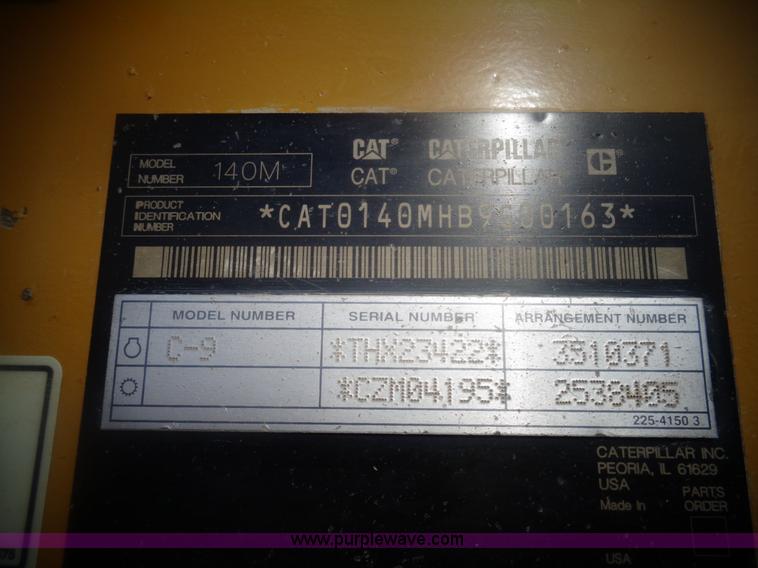 CAT® CATERPILLAR
MODEL NUMBER 140M CAT® CATERPILLAR C®
PRODUCT IDENTIFICATION NUMBER
MODEL NUMBER SERIAL NUMBER ARRANGEMENT NUMBER
C-9 *THX23422* 3510371
*CZM04195* 2538405
225-4150 3
CATERPILLAR INC.
PEORIA, IL 61629
USA PARTS
Made In ORDER
USA
www.purplewave.com